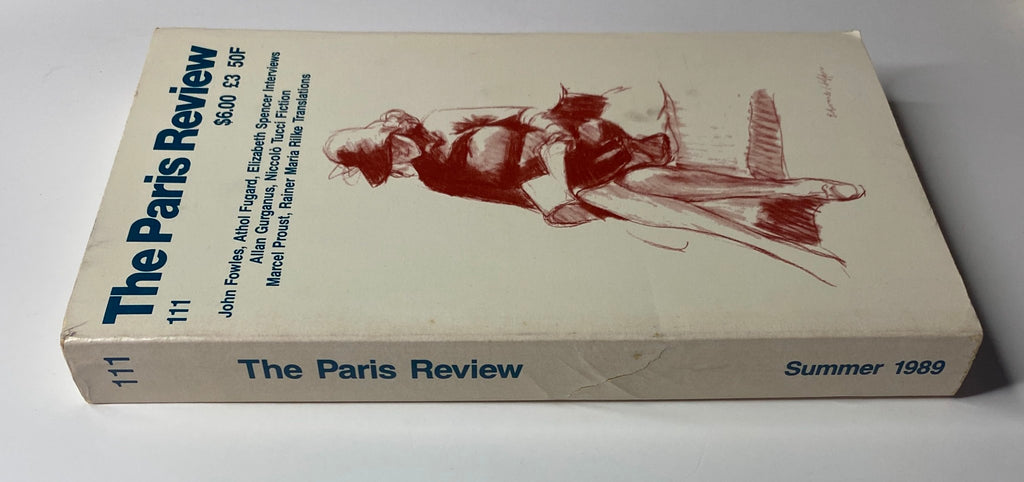 The Paris Review
111
$6.00 £3 50F
John Fowles, Athol Fugard, Elizabeth Spencer Interviews
Allan Gurganus, Niccolò Tucci Fiction
Marcel Proust, Rainer Maria Rilke Translations
111
The Paris Review
Summer 1989